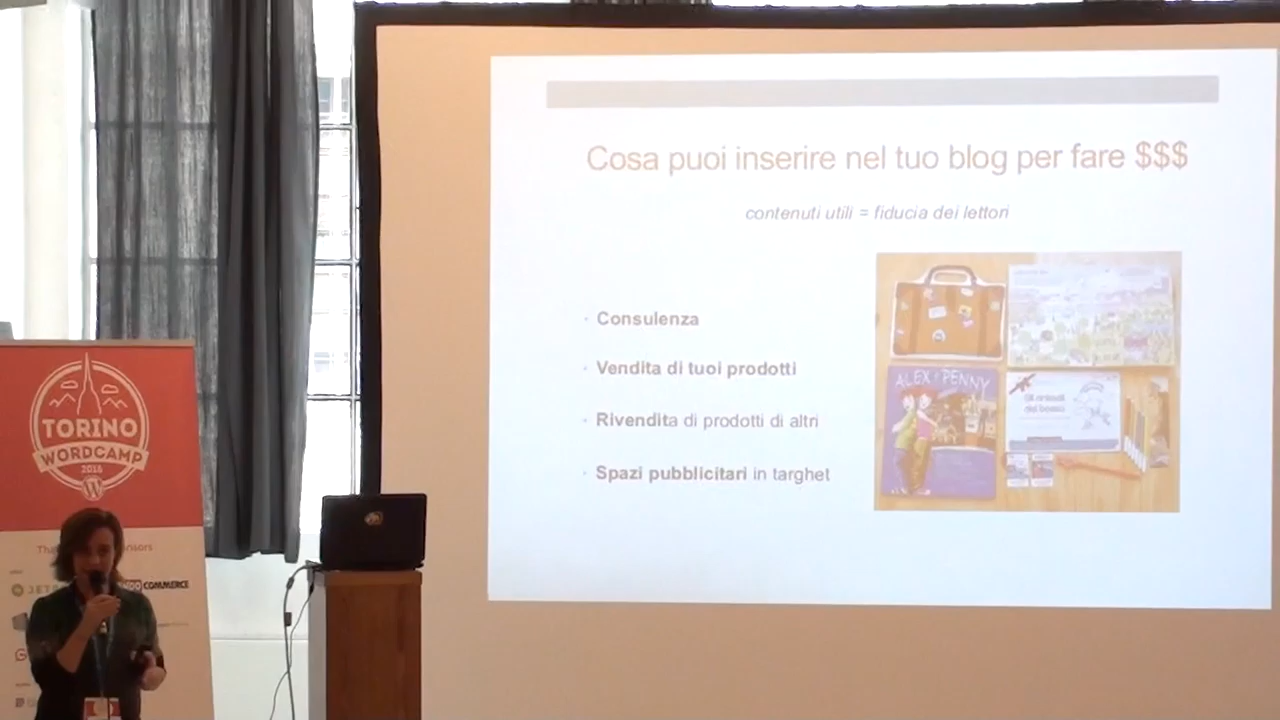 Cosa puoi inserire nel tuo blog per fare $$$
contenuti utili = fiducia dei lettori
Consulenza
Vendita di tuoi prodotti
Rivendita di prodotti di altri
Spazi pubblicitari in targhet
ALEX PENNY
TORINO
WORDCAMP
2016
COMMERCE